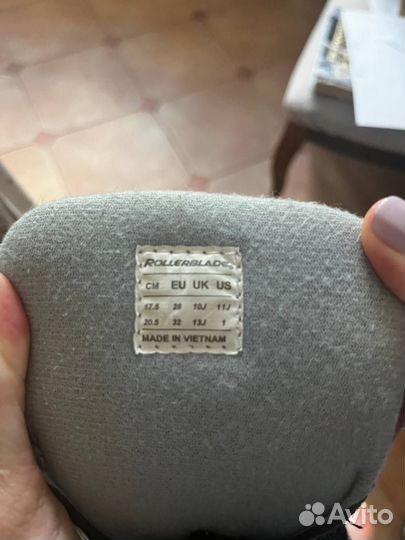 ROLLERBLADE
CM EU UK US
17.5 28 10J 11J
20.5 32 13J 1
MADE IN VIETNAM
Avito